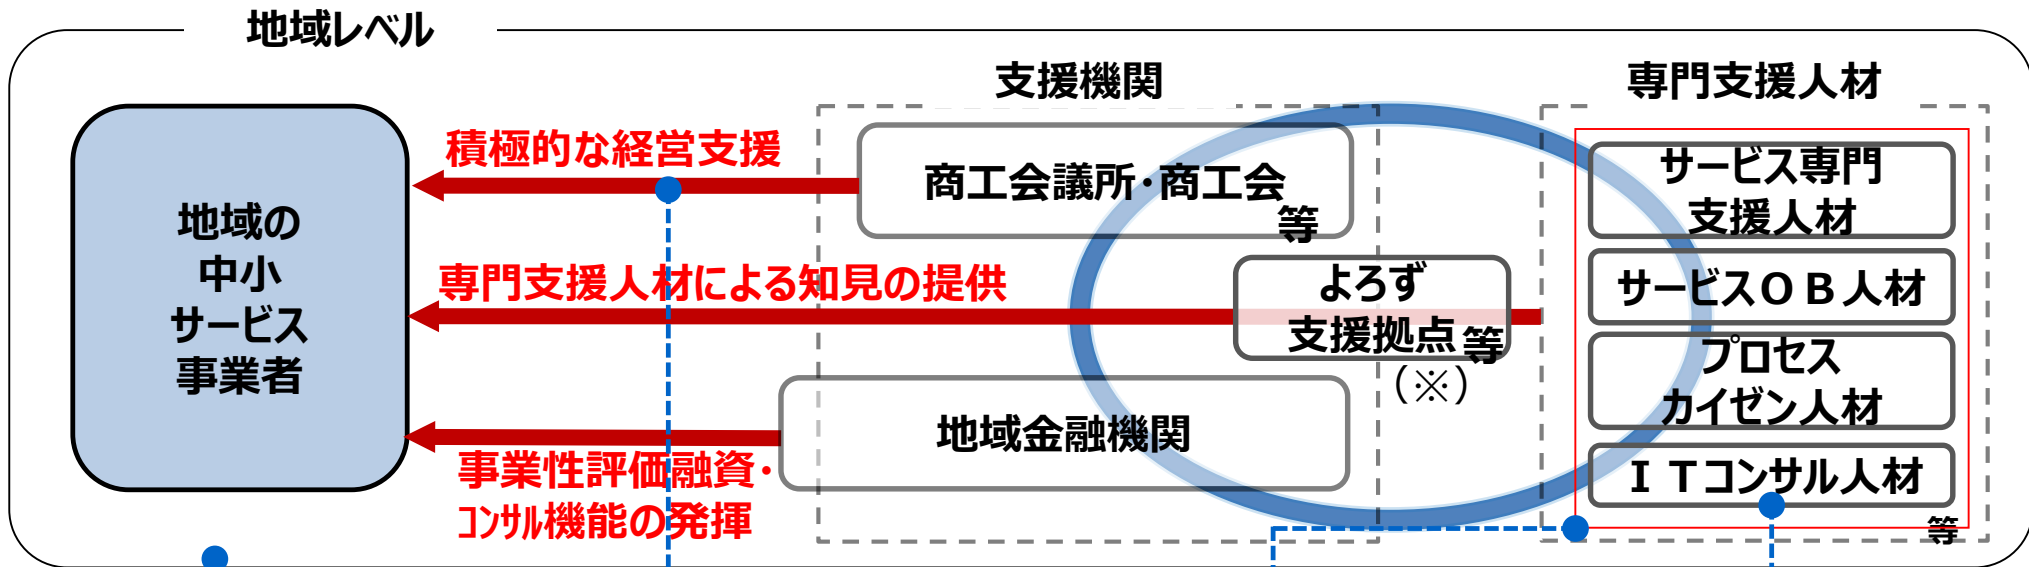 地域レベル
支援機関
専門支援人材
地域の
中小
サービス
事業者
積極的な経営支援
専門支援人材による知見の提供
事業性評価融資・
コンサル機能の発揮
商工会議所・商工会
等
よろず
支援拠点等
（※）
地域金融機関
サービス専門
支援人材
サービスＯＢ人材
プロセス
カイゼン人材
ＩＴコンサル人材
等